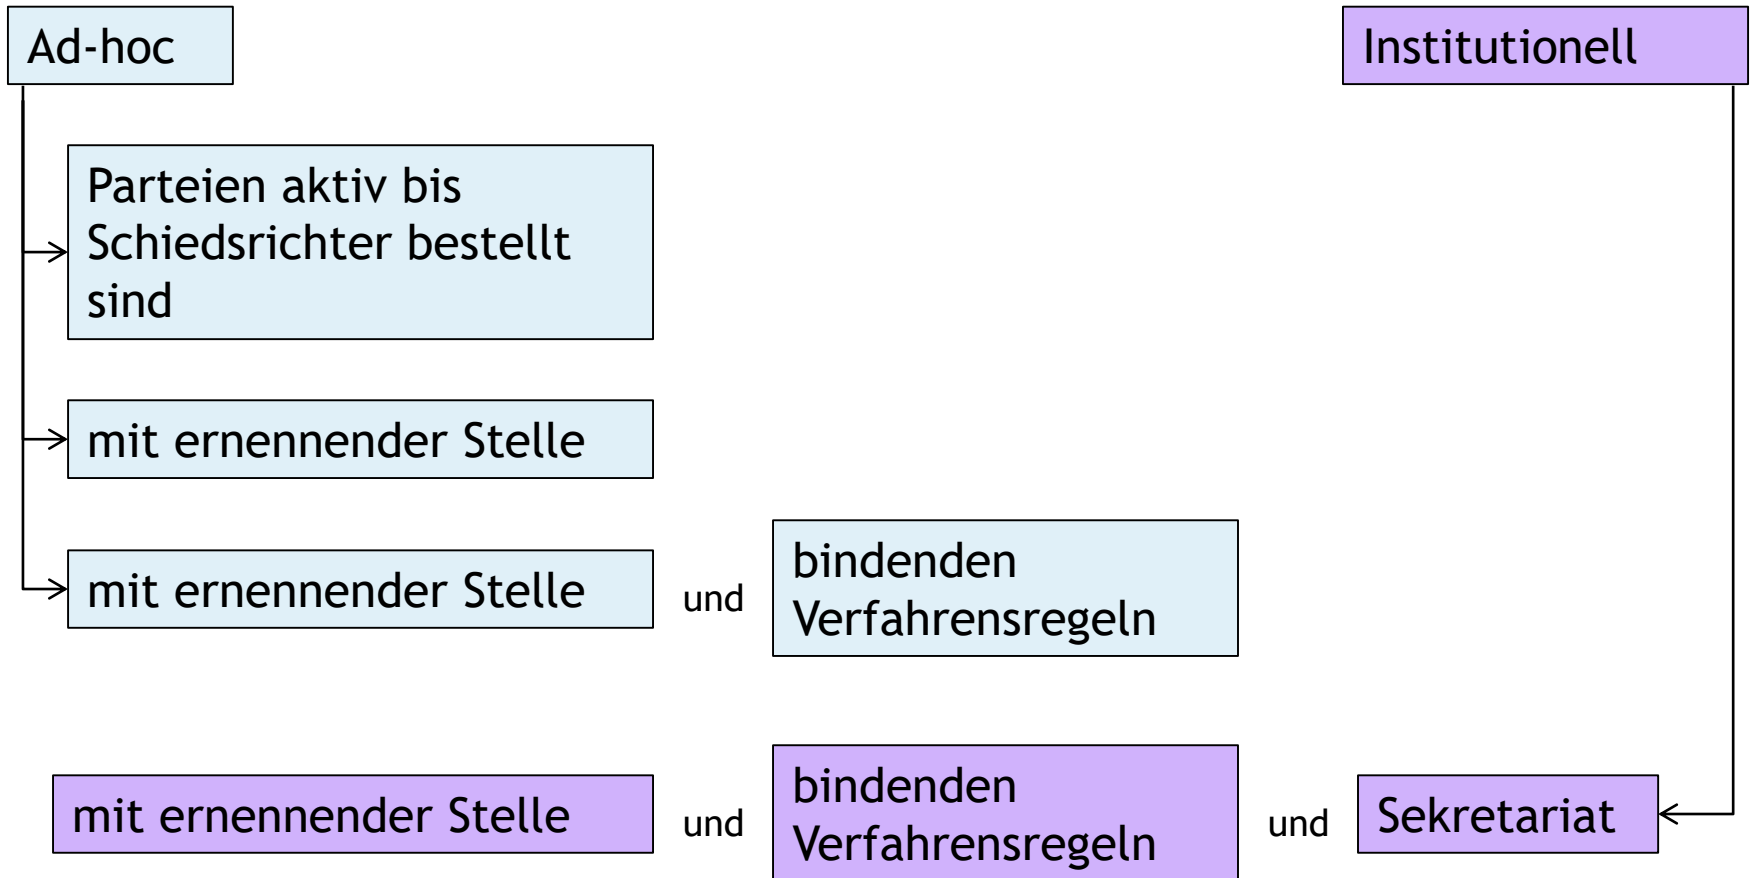 Ad-hoc
Institutionell
Parteien aktiv bis
Schiedsrichter bestellt
sind
mit ernennender Stelle
mit ernennender Stelle
und
bindenden
Verfahrensregeln
mit ernennender Stelle
und
bindenden
Verfahrensregeln
und
Sekretariat